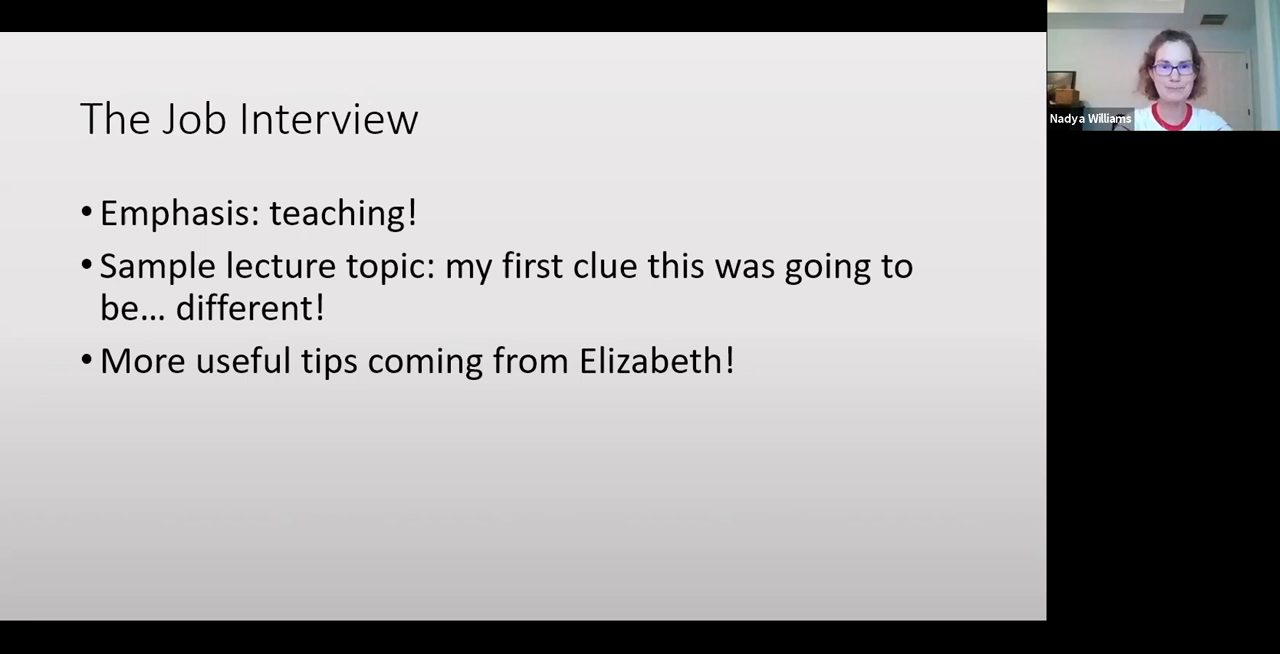 The Job Interview
• Emphasis: teaching!
• Sample lecture topic: my first clue this was going to
be... different!
• More useful tips coming from Elizabeth!
Nadya Williams